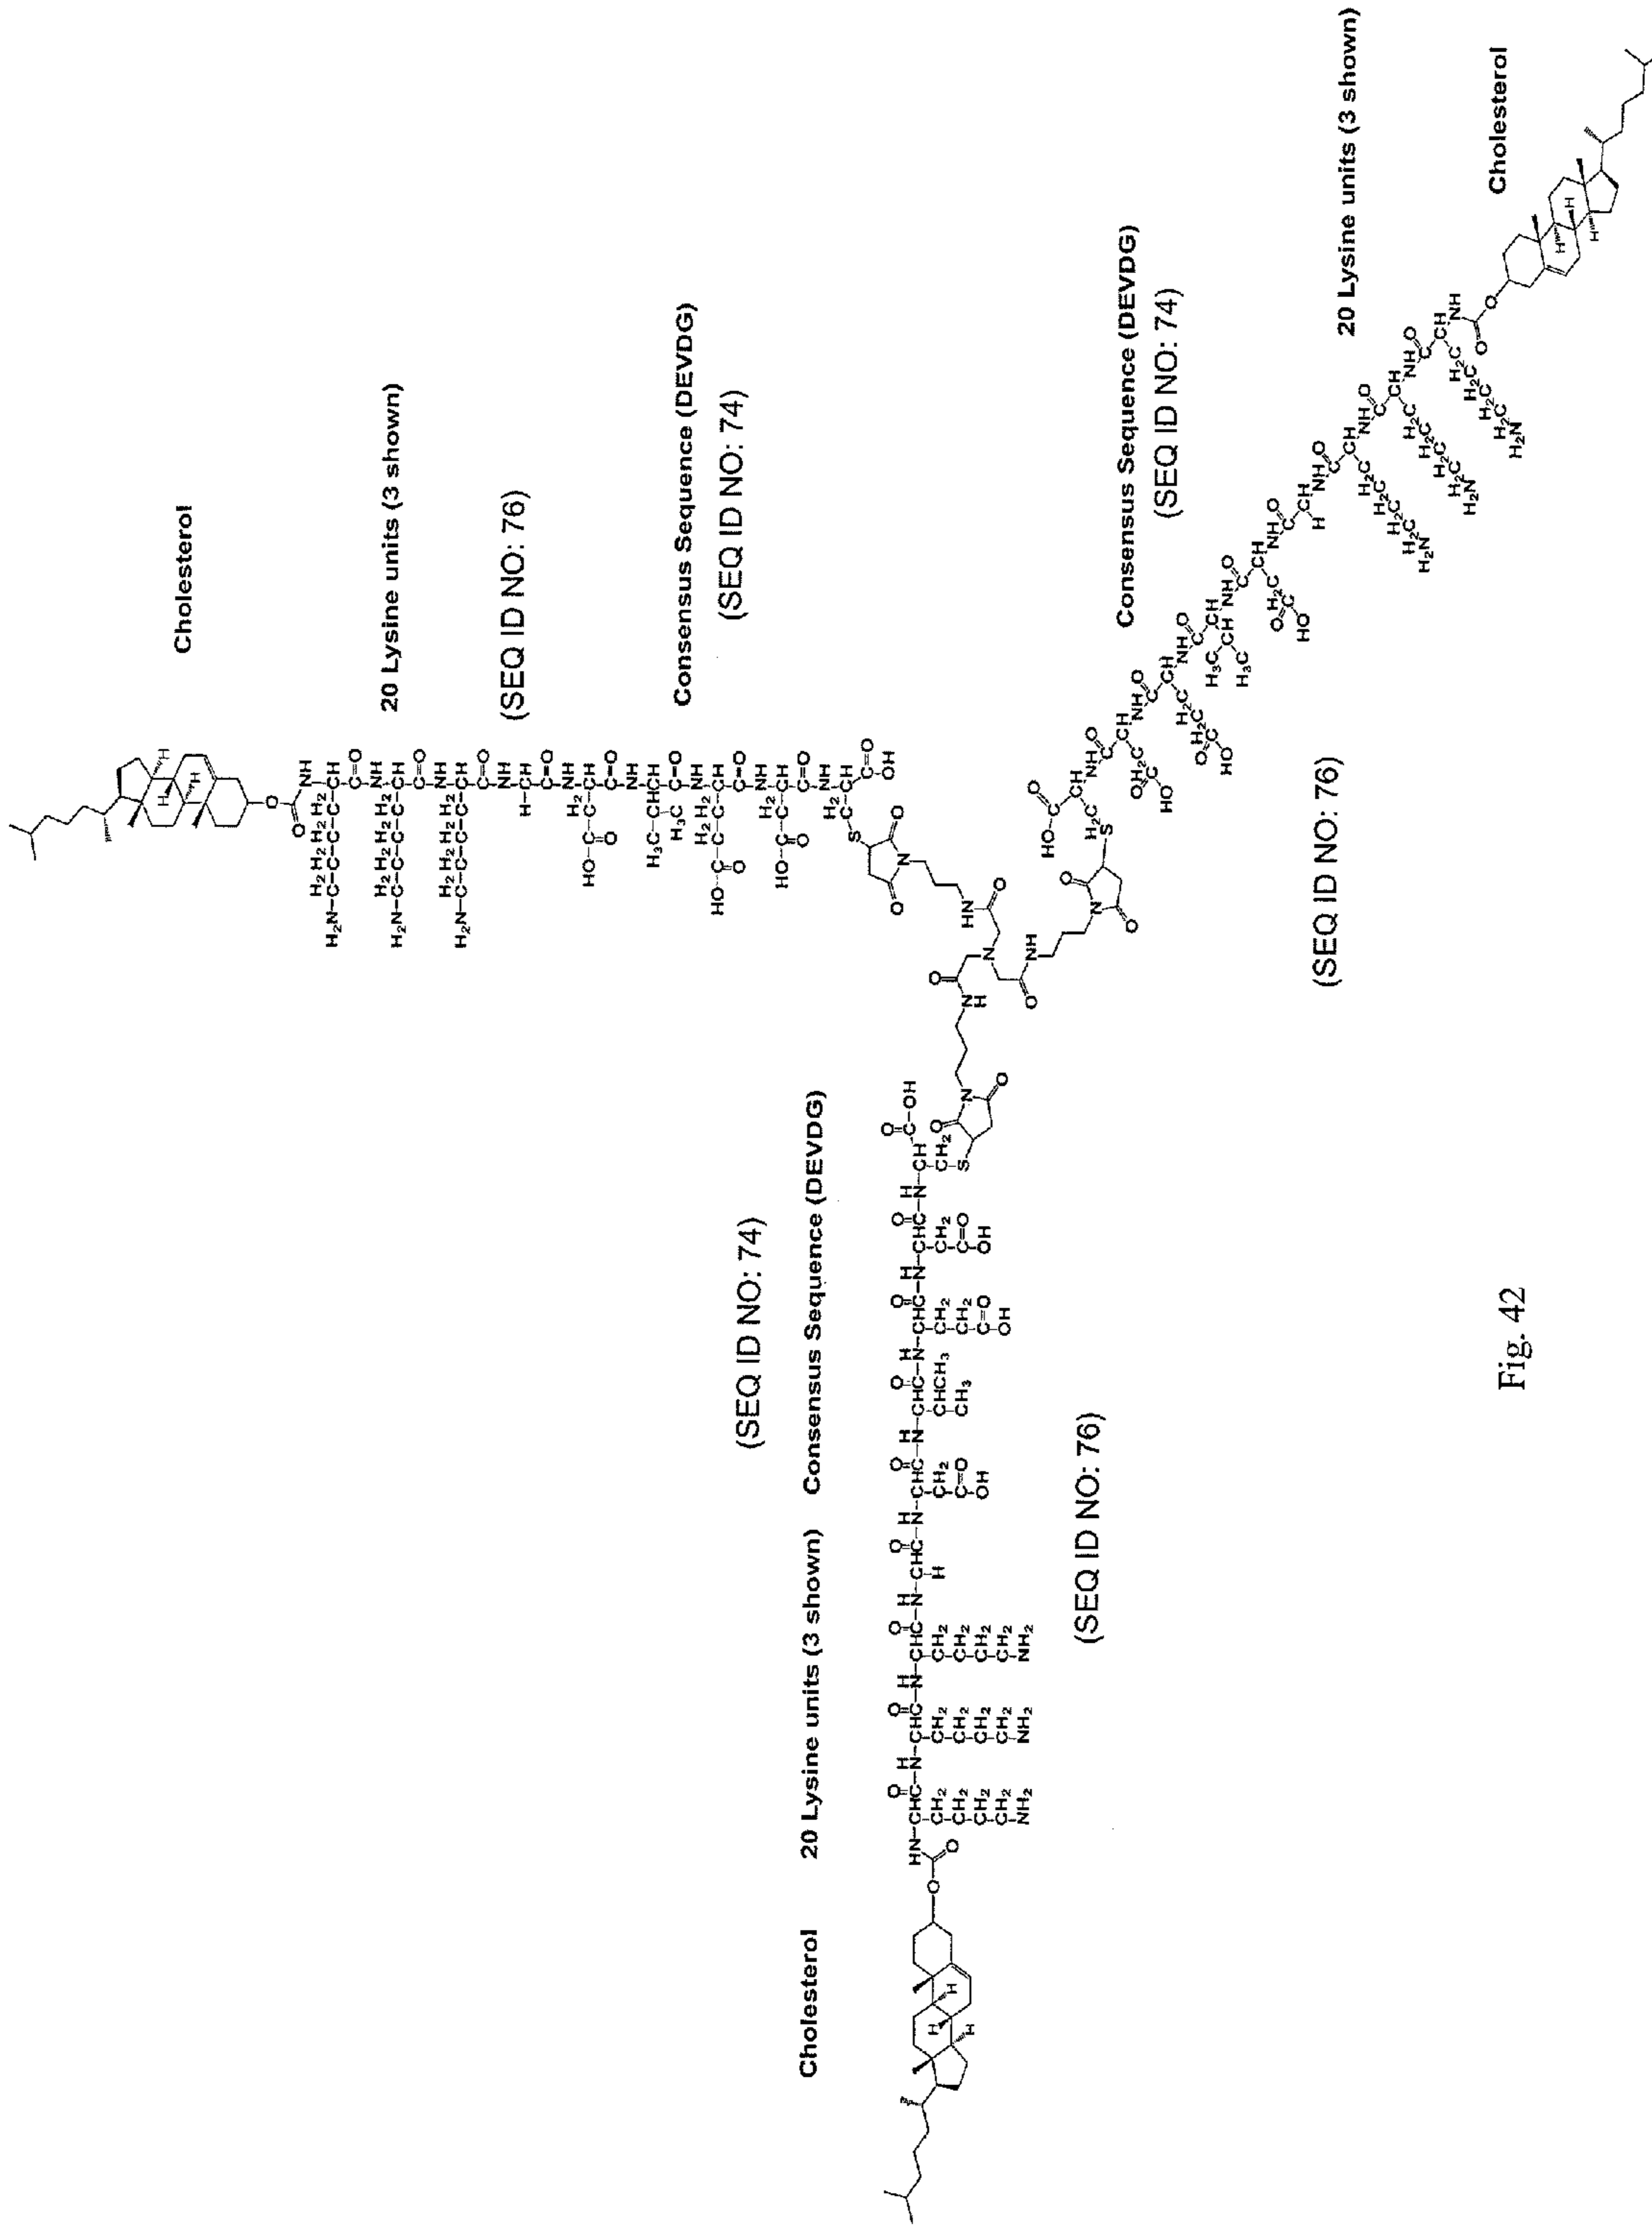 Cholesterol
20 Lysine units (3 shown)
(SEQ ID NO: 76)
Consensus Sequence (DEVDG)
(SEQ ID NO: 74)
(SEQ ID NO: 74)
Cholesterol 20 Lysine units (3 shown) Consensus Sequence (DEVDG)
(SEQ ID NO: 76)
Consensus Sequence (DEVDG)
(SEQ ID NO: 74)
(SEQ ID NO: 76)
20 Lysine units (3 shown)
Cholesterol
Fig. 42